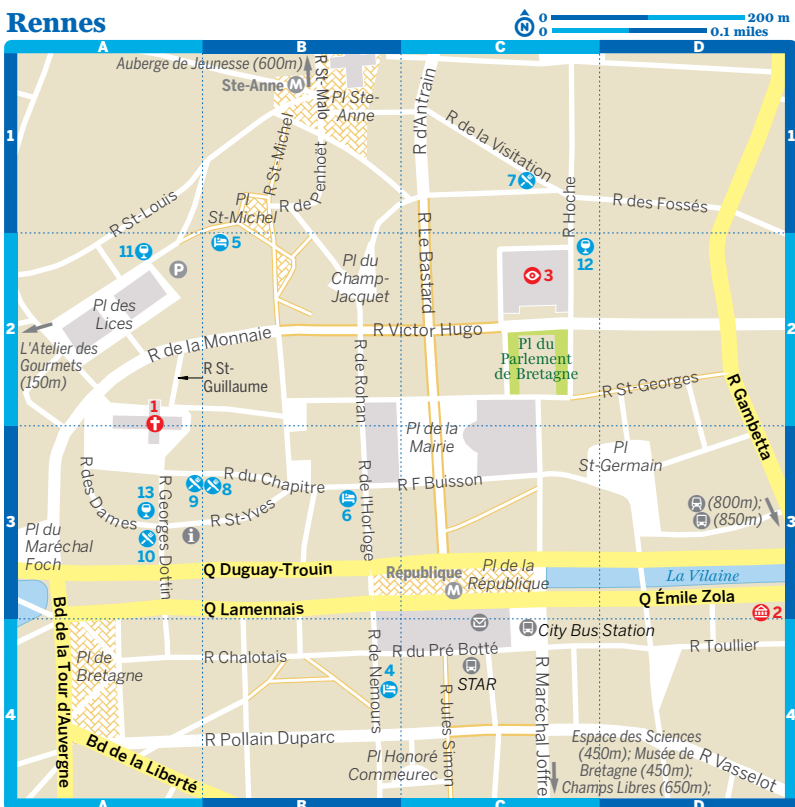 Rennes
N
0 200 m
0 0.1 miles
A B C D
1 1
Auberge de Jeunesse (600m)
Ste-Anne
M
R St-Malo
Pl Ste-
Anne
R d'Antrain
R de la Visitation
R St-Michel
R de
Penhoët
7
R Hoche
R des Fossés
Pl
St-Michel
R St-Louis
11
5
P
12
3
2 2
Pl des
Lices
Pl du
Champ-
Jacquet
R Le Bastard
L'Atelier des
Gourmets
(150m)
R de la Monnaie
R Victor Hugo
Pl du
Parlement
de Bretagne
R St-
Guillaume
R de Rohan
R St-Georges
R Gambetta
1
Pl de la
Mairie
Pl
St-Germain
R des Dames
R Georges Dottin
R du Chapitre
9
8
R F Buisson
R de l'Horloge
6
13
R St-Yves
i
10
(800m);
(850m)
3 3
Pl du
Maréchal
Foch
Q Duguay-Trouin
République
M
Pl de la
République
La Vilaine
Q Lamennais
Q Émile Zola
2
Bd de la Tour d'Auvergne
Pl de
Bretagne
City Bus Station
R Chalotais
R de Nemours
R du Pré Botté
R Toullier
4
STAR
R Jules Simon
R Maréchal Joffre
4 4
R Pollain Duparc
Bd de la Liberté
Pl Honoré
Commeurec
Espace des Sciences
(450m); Musée de
Bretagne (450m);
Champs Libres (650m);
R Vasselot
A B C D